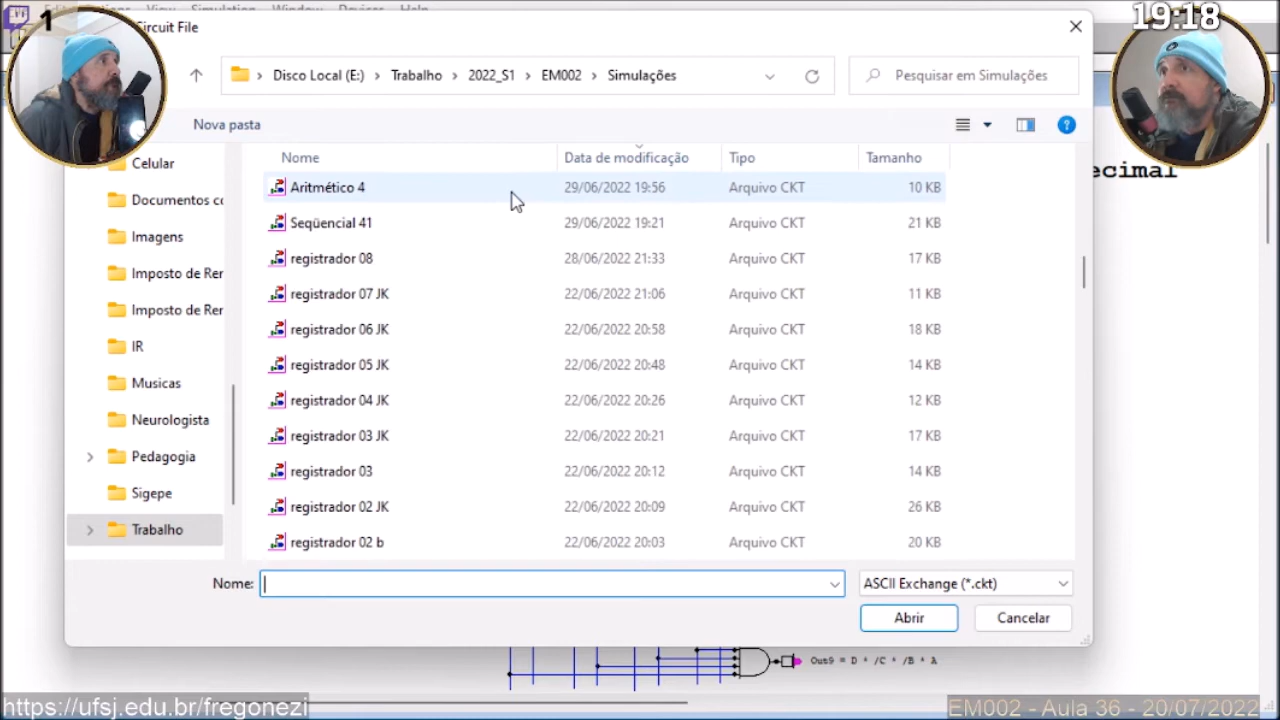 Edit Options View Simulation Window Devices Help
1
Circuit File
19:18
Disco Local (E:) Trabalho 2022_S1 EM002 Simulações
Pesquisar em Simulações
Nova pasta
Nome Data de modificação Tipo Tamanho
Celular
Documentos co
Imagens
Imposto de Rer
Imposto de Rer
IR
Musicas
Neurologista
Pedagogia
Sigepe
Trabalho
Aritmético 4 29/06/2022 19:56 Arquivo CKT 10 KB
Seqüencial 41 29/06/2022 19:21 Arquivo CKT 21 KB
registrador 08 28/06/2022 21:33 Arquivo CKT 17 KB
registrador 07 JK 22/06/2022 21:06 Arquivo CKT 11 KB
registrador 06 JK 22/06/2022 20:58 Arquivo CKT 18 KB
registrador 05 JK 22/06/2022 20:48 Arquivo CKT 14 KB
registrador 04 JK 22/06/2022 20:26 Arquivo CKT 12 KB
registrador 03 JK 22/06/2022 20:21 Arquivo CKT 17 KB
registrador 03 22/06/2022 20:12 Arquivo CKT 14 KB
registrador 02 JK 22/06/2022 20:09 Arquivo CKT 26 KB
registrador 02 b 22/06/2022 20:03 Arquivo CKT 20 KB
ecimal
Nome:
ASCII Exchange (*.ckt)
Abrir Cancelar
Out9 = D * /C * /B * A
https://ufsj.edu.br/fregonezi
EM002 - Aula 36 - 20/07/2022